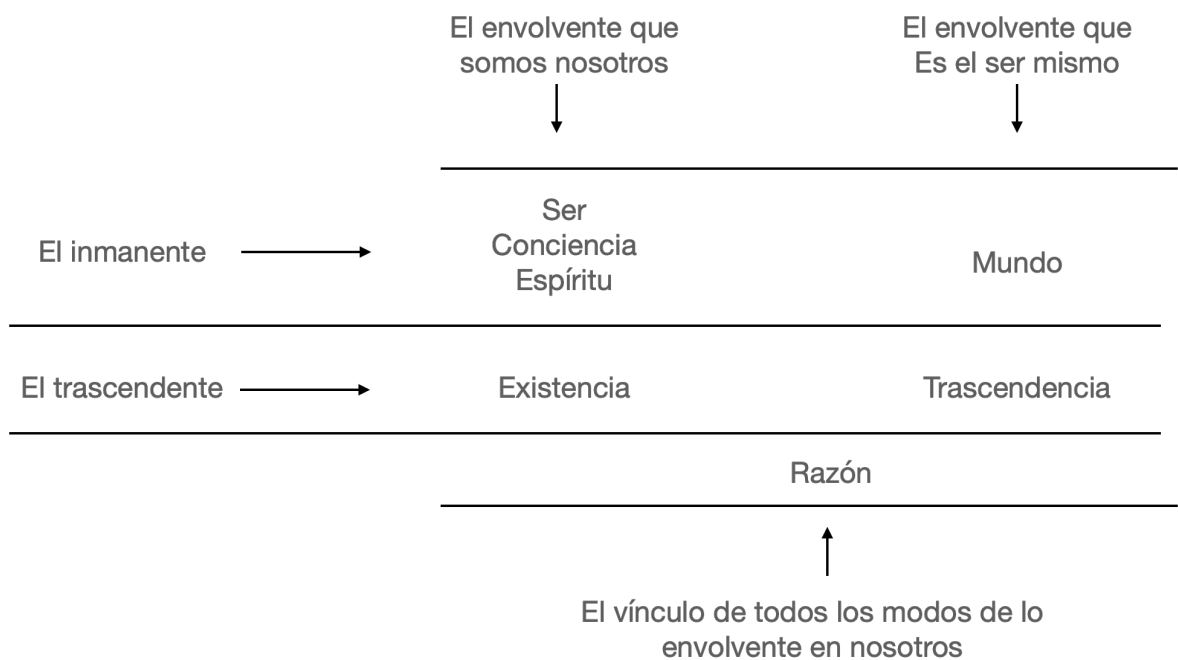 El envolvente que
somos nosotros
El envolvente que
Es el ser mismo
El inmanente
Ser
Conciencia
Espíritu
Mundo
El trascendente
Existencia
Trascendencia
Razón
El vínculo de todos los modos de lo
envolvente en nosotros